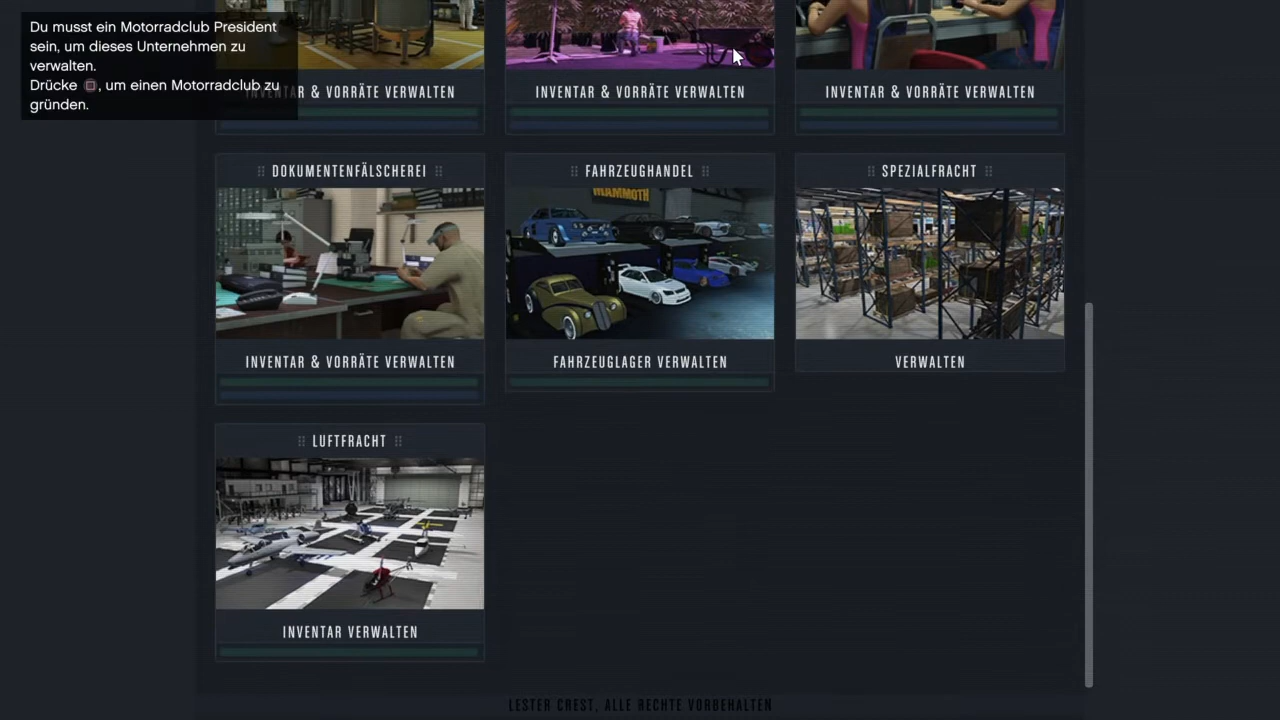 Du musst ein Motorradclub President
sein, um dieses Unternehmen zu
verwalten.
Drücke , um einen Motorradclub zu
gründen.
INVENTAR & VORRÄTE VERWALTEN
INVENTAR & VORRÄTE VERWALTEN
INVENTAR & VORRÄTE VERWALTEN
DOKUMENTENFÄLSCHEREI
FAHRZEUGHANDEL
SPEZIALFRACHT
MAMMOTH
INVENTAR & VORRÄTE VERWALTEN
FAHRZEUGLAGER VERWALTEN
VERWALTEN
LUFTFRACHT
INVENTAR VERWALTEN
LESTER CREST, ALLE RECHTE VORBEHALTEN